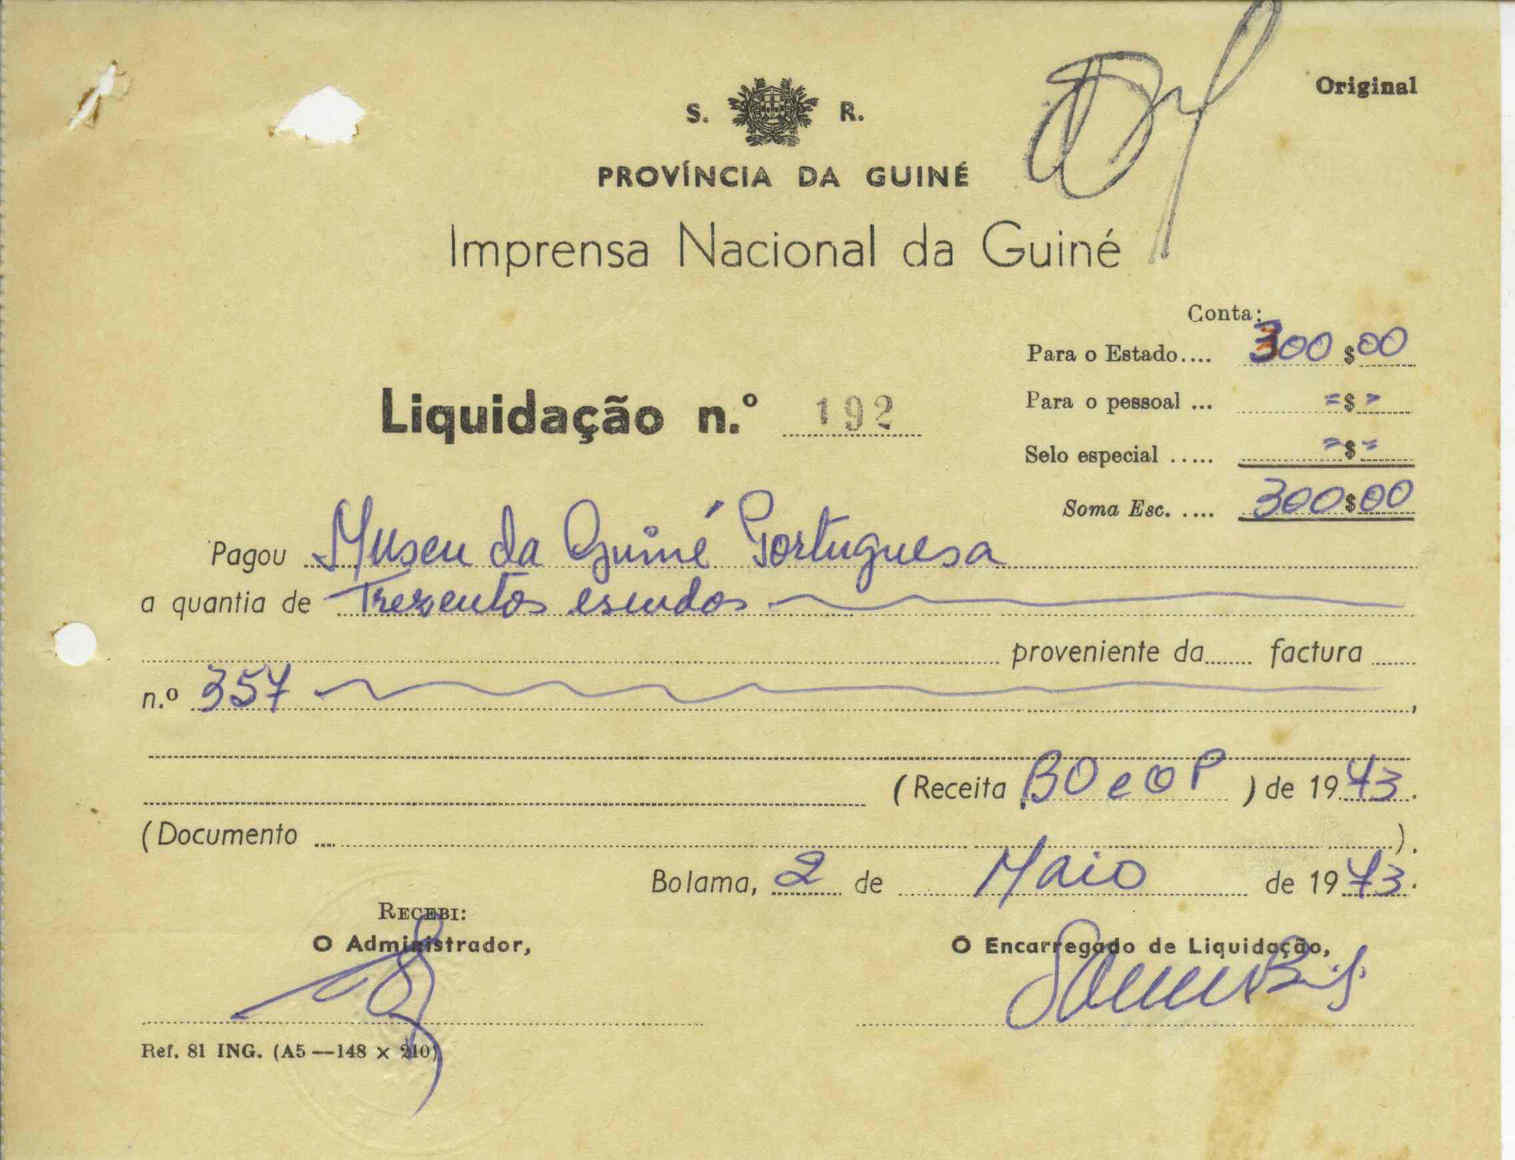 Original
S. R.
PROVÍNCIA DA GUINÉ
Imprensa Nacional da Guiné
Conta:
Para o Estado.... 300$00
Para o pessoal ... =$=
Selo especial ..... =$=
Soma Esc. .... 300$00
Liquidação n.º 192
Pagou Museu da Guiné Portuguesa
a quantia de Trezentos escudos
proveniente da...... factura ......
n.º 357 ,
(Receita BO e OP ) de 1973.
(Documento ... ).
Bolama, 2 de Maio de 1973.
RECEBI:
O Administrador,
O Encarregado de Liquidação,
Ref. 81 ING. (A5 — 148 × 210)